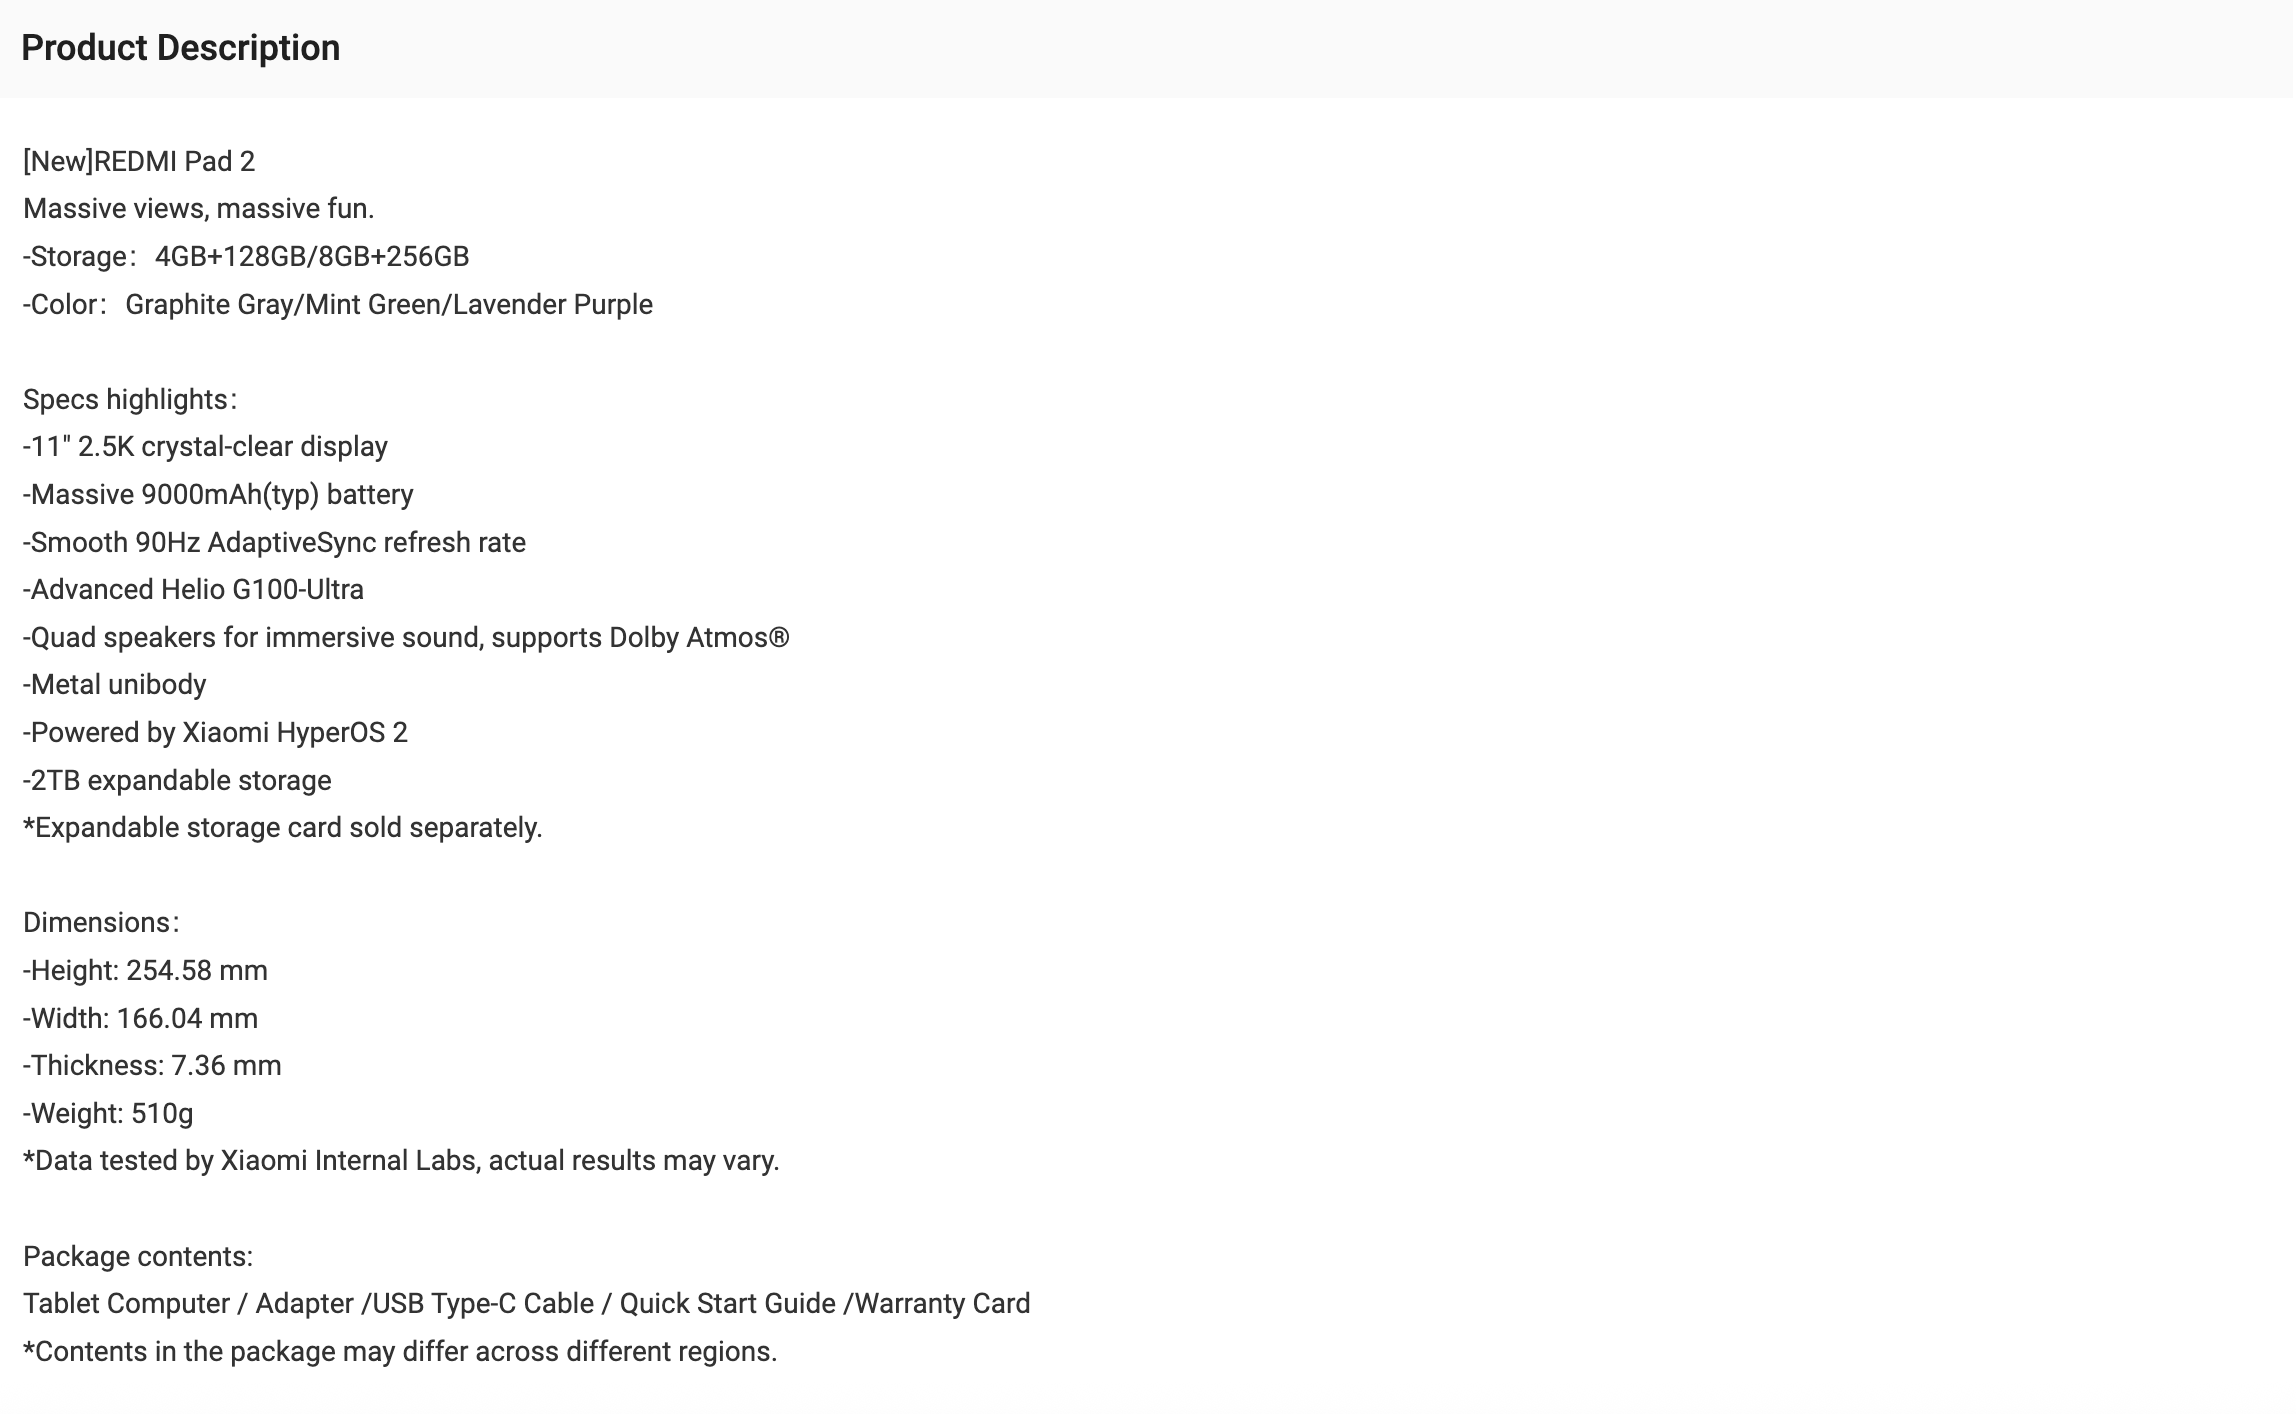 Product Description
[New]REDMI Pad 2
Massive views, massive fun.
-Storage：4GB+128GB/8GB+256GB
-Color：Graphite Gray/Mint Green/Lavender Purple
Specs highlights：
-11" 2.5K crystal-clear display
-Massive 9000mAh(typ) battery
-Smooth 90Hz AdaptiveSync refresh rate
-Advanced Helio G100-Ultra
-Quad speakers for immersive sound, supports Dolby Atmos®
-Metal unibody
-Powered by Xiaomi HyperOS 2
-2TB expandable storage
*Expandable storage card sold separately.
Dimensions：
-Height: 254.58 mm
-Width: 166.04 mm
-Thickness: 7.36 mm
-Weight: 510g
*Data tested by Xiaomi Internal Labs, actual results may vary.
Package contents:
Tablet Computer / Adapter /USB Type-C Cable / Quick Start Guide /Warranty Card
*Contents in the package may differ across different regions.